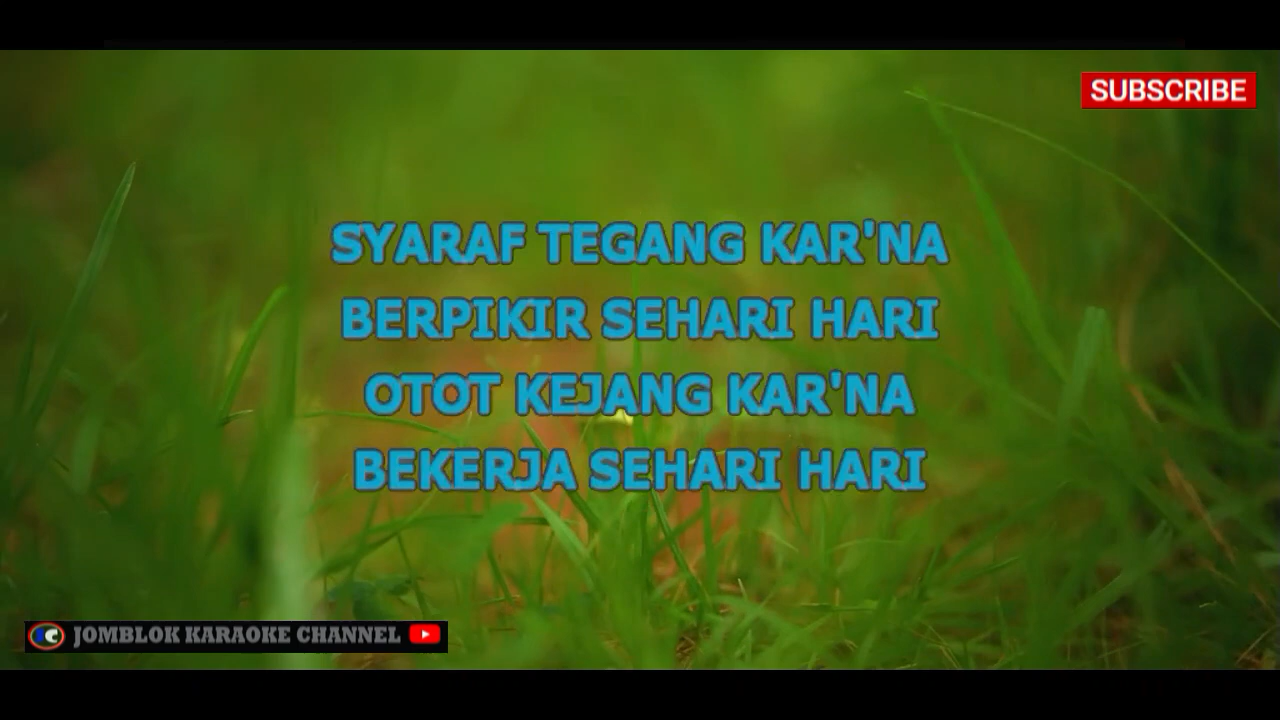 SUBSCRIBE
SYARAF TEGANG KAR'NA
BERPIKIR SEHARI HARI
OTOT KEJANG KAR'NA
BEKERJA SEHARI HARI
JOMBLOK KARAOKE CHANNEL